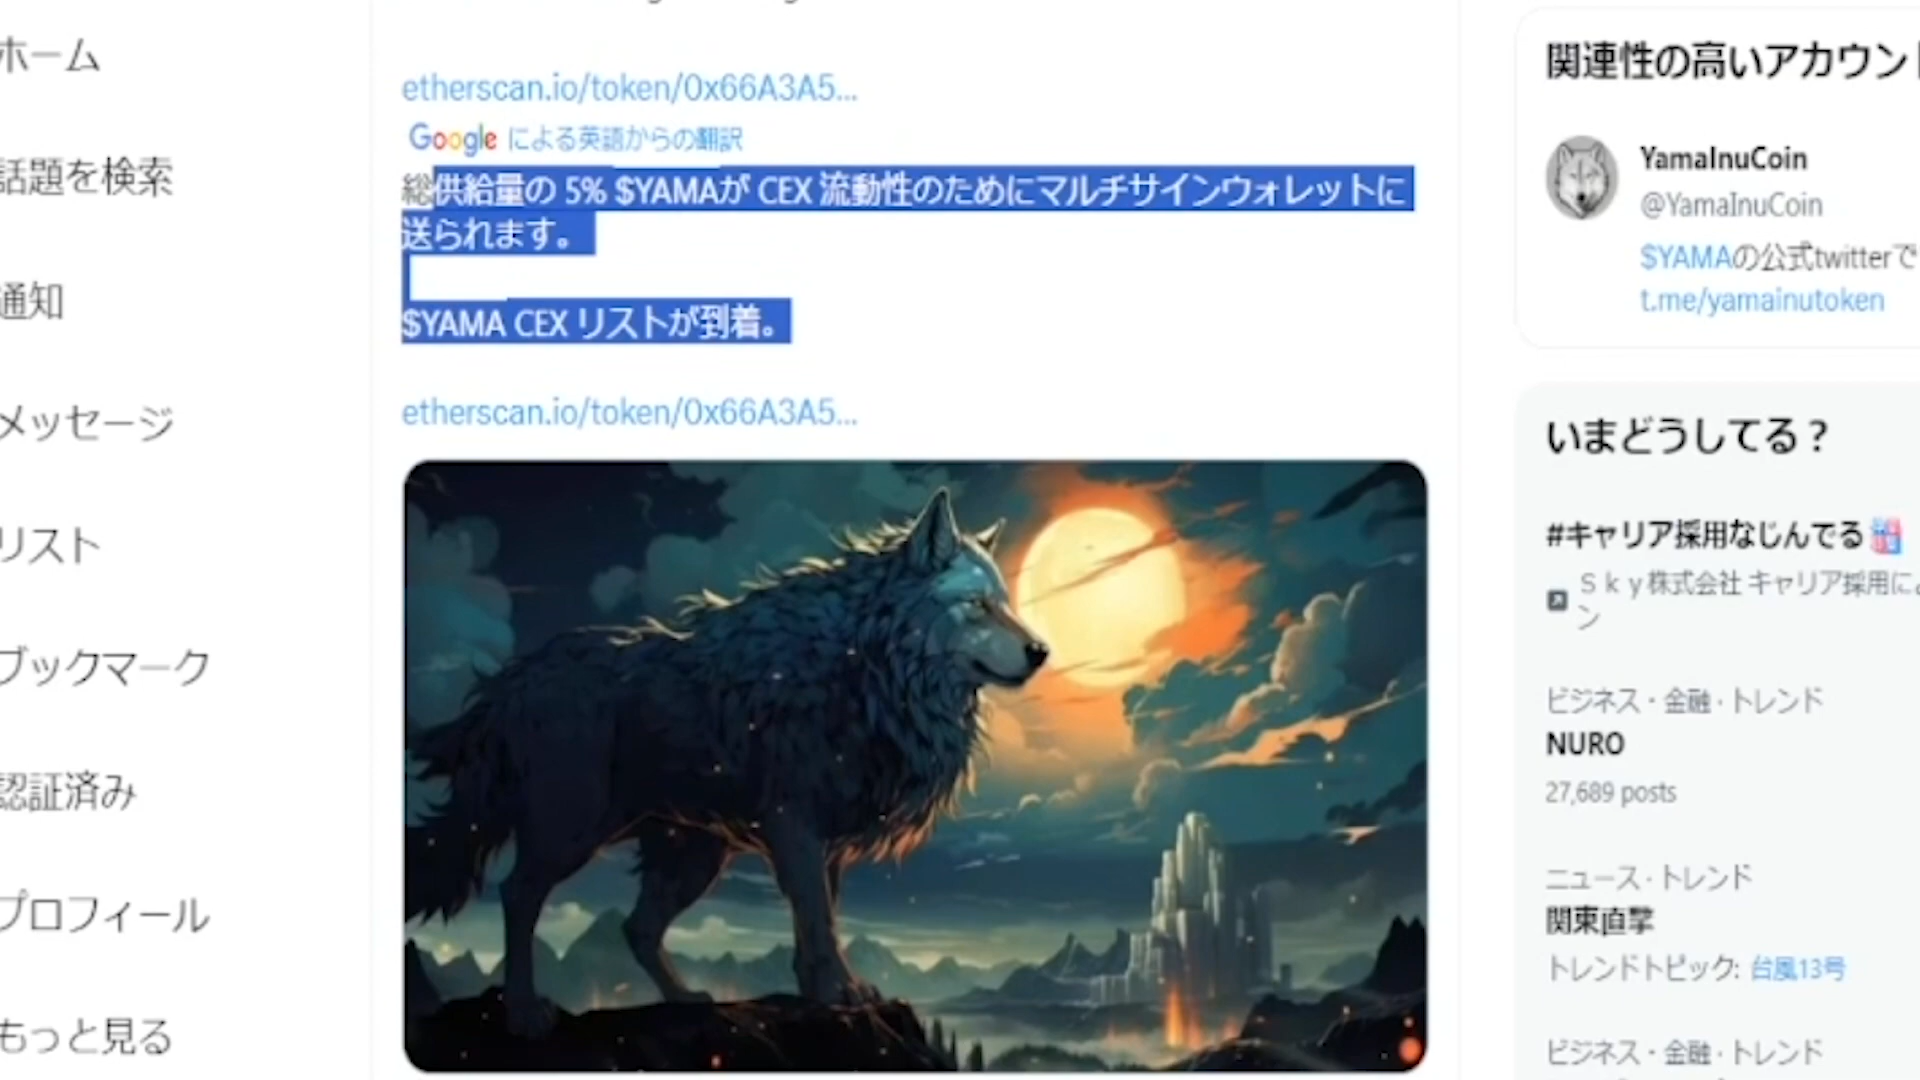 ホーム
話題を検索
通知
メッセージ
リスト
ブックマーク
認証済み
プロフィール
もっと見る
etherscan.io/token/0x66A3A5...
Google による英語からの翻訳
総供給量の 5% $YAMAが CEX 流動性のためにマルチサインウォレットに
送られます。
$YAMA CEX リストが到着。
etherscan.io/token/0x66A3A5...
関連性の高いアカウント
YamaInuCoin
@YamaInuCoin
$YAMAの公式twitterで
t.me/yamainutoken
いまどうしてる？
#キャリア採用なじんでる
Ｓｋｙ株式会社 キャリア採用に
ン
ビジネス・金融・トレンド
NURO
27,689 posts
ニュース・トレンド
関東直撃
トレンドトピック: 台風13号
ビジネス・金融・トレンド